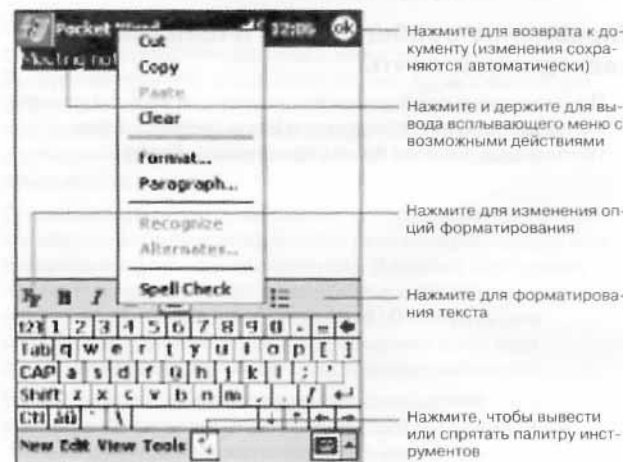 Pocket Word 12:06 ok
Cut
Copy
Paste
Clear
Format...
Paragraph...
Recognize
Alternates...
Spell Check
B I
123 1 2 3 4 5 6 7 8 9 0 - =
Tab q w e r t y u i o p [ ]
CAP a s d f g h j k l ; '
Shift z x c v b n m , . /
Ctl áü ` \
New Edit View Tools
Нажмите для возврата к до-
кументу (изменения сохра-
няются автоматически)
Нажмите и держите для вы-
вода всплывающего меню с
возможными действиями
Нажмите для изменения оп-
ций форматирования
Нажмите для форматирова-
ния текста
Нажмите, чтобы вывести
или спрятать палитру инст-
рументов